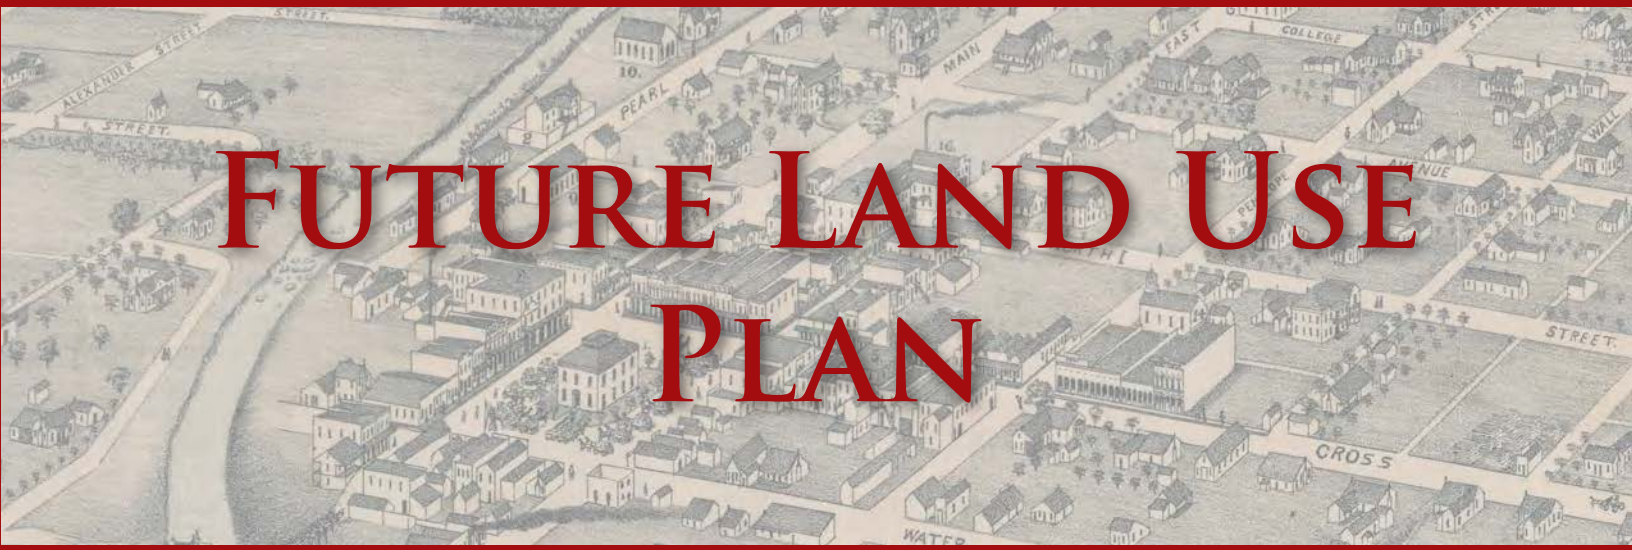 STREET.
ALEXANDER STREET
STREET.
10.
PEARL
MAIN
EAST
COLLEGE
WALL
AVENUE
16.
FUTURE LAND USE
PLAN
STREET.
CROSS
WATER